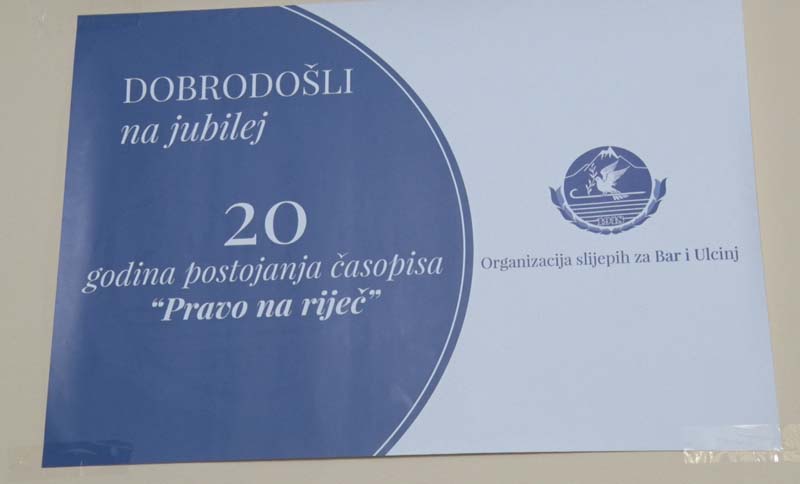 DOBRODOŠLI
na jubilej
20
godina postojanja časopisa
“Pravo na riječ”
Organizacija slijepih za Bar i Ulcinj